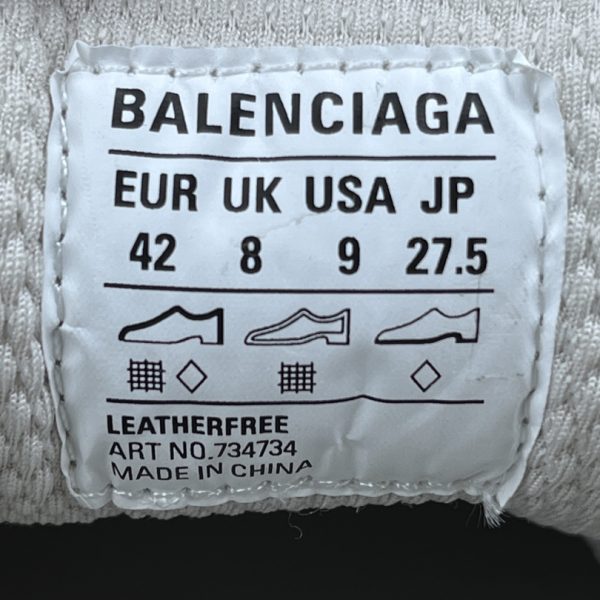 BALENCIAGA
EUR UK USA JP
42 8 9 27.5
LEATHERFREE
ART NO.734734
MADE IN CHINA